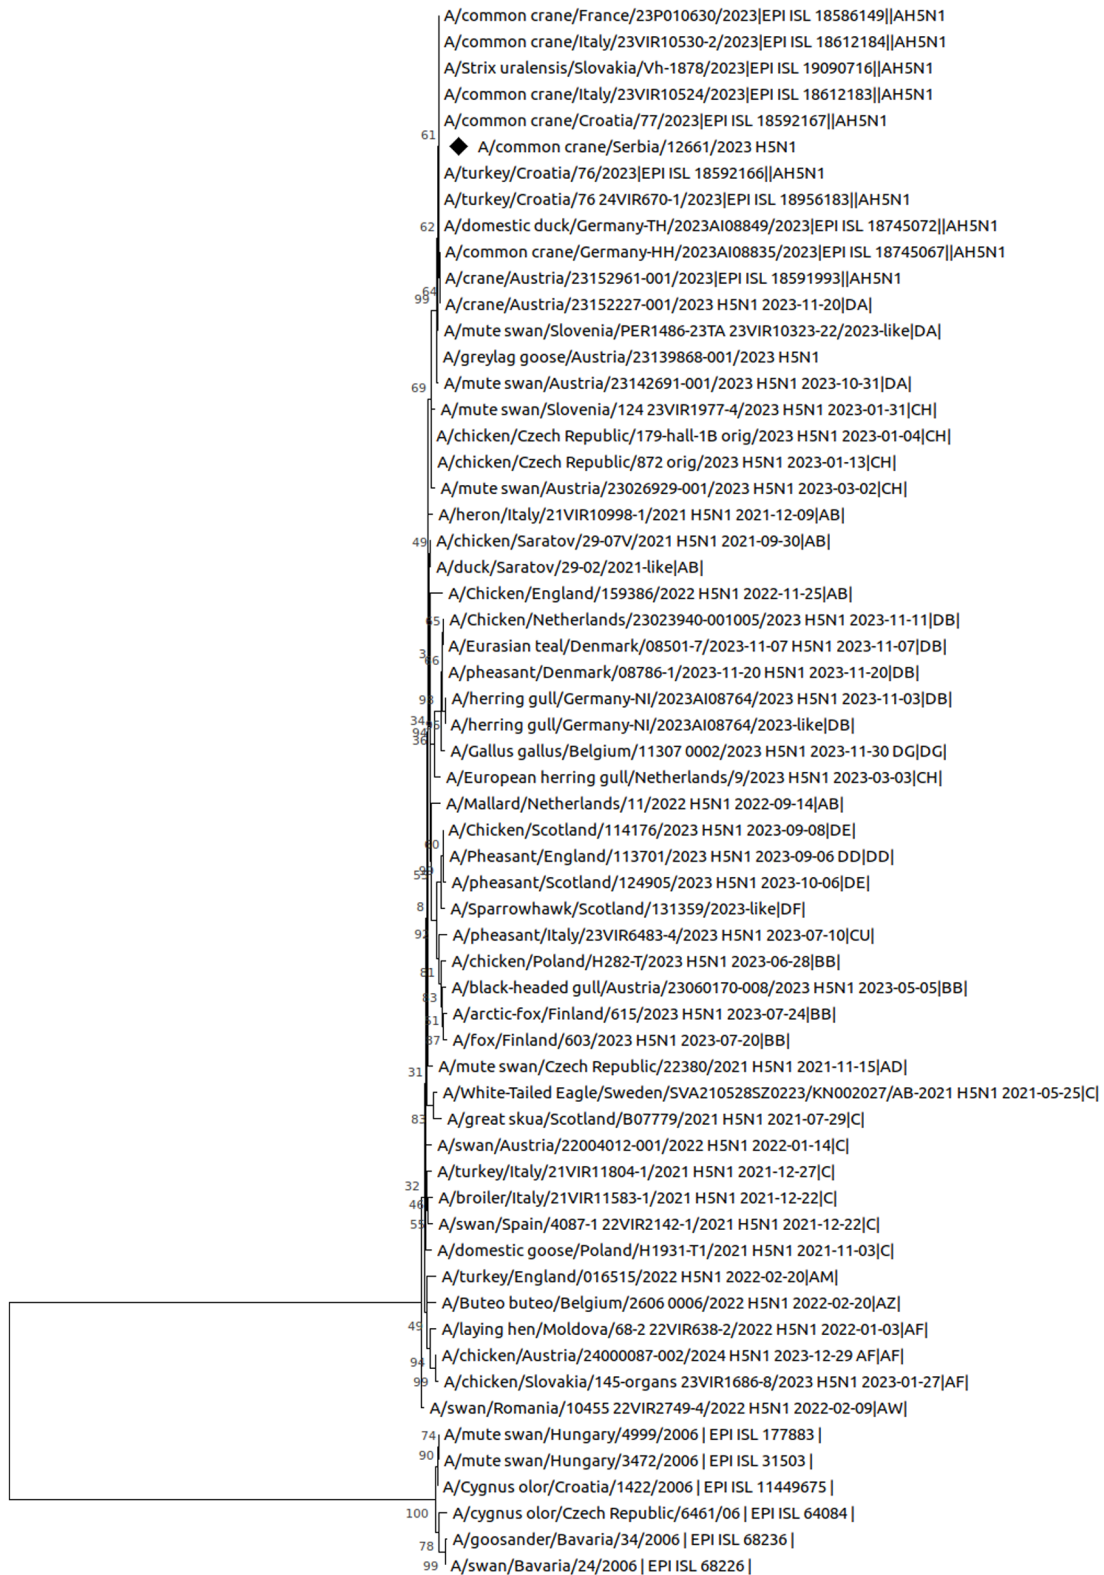 A/common crane/France/23P010630/2023|EPI ISL 18586149||AH5N1
A/common crane/Italy/23VIR10530-2/2023|EPI ISL 18612184||AH5N1
A/Strix uralensis/Slovakia/Vh-1878/2023|EPI ISL 19090716||AH5N1
A/common crane/Italy/23VIR10524/2023|EPI ISL 18612183||AH5N1
A/common crane/Croatia/77/2023|EPI ISL 18592167||AH5N1
61
A/common crane/Serbia/12661/2023 H5N1
A/turkey/Croatia/76/2023|EPI ISL 18592166||AH5N1
A/turkey/Croatia/76 24VIR670-1/2023|EPI ISL 18956183||AH5N1
62 A/domestic duck/Germany-TH/2023AI08849/2023|EPI ISL 18745072||AH5N1
A/common crane/Germany-HH/2023AI08835/2023|EPI ISL 18745067||AH5N1
A/crane/Austria/23152961-001/2023|EPI ISL 18591993||AH5N1
64
99 A/crane/Austria/23152227-001/2023 H5N1 2023-11-20|DA|
A/mute swan/Slovenia/PER1486-23TA 23VIR10323-22/2023-like|DA|
A/greylag goose/Austria/23139868-001/2023 H5N1
69 A/mute swan/Austria/23142691-001/2023 H5N1 2023-10-31|DA|
A/mute swan/Slovenia/124 23VIR1977-4/2023 H5N1 2023-01-31|CH|
A/chicken/Czech Republic/179-hall-1B orig/2023 H5N1 2023-01-04|CH|
A/chicken/Czech Republic/872 orig/2023 H5N1 2023-01-13|CH|
A/mute swan/Austria/23026929-001/2023 H5N1 2023-03-02|CH|
A/heron/Italy/21VIR10998-1/2021 H5N1 2021-12-09|AB|
49 A/chicken/Saratov/29-07V/2021 H5N1 2021-09-30|AB|
A/duck/Saratov/29-02/2021-like|AB|
A/Chicken/England/159386/2022 H5N1 2022-11-25|AB|
A/Chicken/Netherlands/23023940-001005/2023 H5N1 2023-11-11|DB|
A/Eurasian teal/Denmark/08501-7/2023-11-07 H5N1 2023-11-07|DB|
66 A/pheasant/Denmark/08786-1/2023-11-20 H5N1 2023-11-20|DB|
A/herring gull/Germany-NI/2023AI08764/2023 H5N1 2023-11-03|DB|
34 A/herring gull/Germany-NI/2023AI08764/2023-like|DB|
94
36 A/Gallus gallus/Belgium/11307 0002/2023 H5N1 2023-11-30 DG|DG|
A/European herring gull/Netherlands/9/2023 H5N1 2023-03-03|CH|
A/Mallard/Netherlands/11/2022 H5N1 2022-09-14|AB|
A/Chicken/Scotland/114176/2023 H5N1 2023-09-08|DE|
60 A/Pheasant/England/113701/2023 H5N1 2023-09-06 DD|DD|
A/pheasant/Scotland/124905/2023 H5N1 2023-10-06|DE|
8 A/Sparrowhawk/Scotland/131359/2023-like|DF|
A/pheasant/Italy/23VIR6483-4/2023 H5N1 2023-07-10|CU|
A/chicken/Poland/H282-T/2023 H5N1 2023-06-28|BB|
81 A/black-headed gull/Austria/23060170-008/2023 H5N1 2023-05-05|BB|
83 A/arctic-fox/Finland/615/2023 H5N1 2023-07-24|BB|
A/fox/Finland/603/2023 H5N1 2023-07-20|BB|
31 A/mute swan/Czech Republic/22380/2021 H5N1 2021-11-15|AD|
A/White-Tailed Eagle/Sweden/SVA210528SZ0223/KN002027/AB-2021 H5N1 2021-05-25|C|
83 A/great skua/Scotland/B07779/2021 H5N1 2021-07-29|C|
A/swan/Austria/22004012-001/2022 H5N1 2022-01-14|C|
A/turkey/Italy/21VIR11804-1/2021 H5N1 2021-12-27|C|
32 A/broiler/Italy/21VIR11583-1/2021 H5N1 2021-12-22|C|
46
55 A/swan/Spain/4087-1 22VIR2142-1/2021 H5N1 2021-12-22|C|
A/domestic goose/Poland/H1931-T1/2021 H5N1 2021-11-03|C|
A/turkey/England/016515/2022 H5N1 2022-02-20|AM|
A/Buteo buteo/Belgium/2606 0006/2022 H5N1 2022-02-20|AZ|
49 A/laying hen/Moldova/68-2 22VIR638-2/2022 H5N1 2022-01-03|AF|
94 A/chicken/Austria/24000087-002/2024 H5N1 2023-12-29 AF|AF|
99 A/chicken/Slovakia/145-organs 23VIR1686-8/2023 H5N1 2023-01-27|AF|
A/swan/Romania/10455 22VIR2749-4/2022 H5N1 2022-02-09|AW|
74 A/mute swan/Hungary/4999/2006 | EPI ISL 177883 |
90 A/mute swan/Hungary/3472/2006 | EPI ISL 31503 |
A/Cygnus olor/Croatia/1422/2006 | EPI ISL 11449675 |
100 A/cygnus olor/Czech Republic/6461/06 | EPI ISL 64084 |
78 A/goosander/Bavaria/34/2006 | EPI ISL 68236 |
99 A/swan/Bavaria/24/2006 | EPI ISL 68226 |